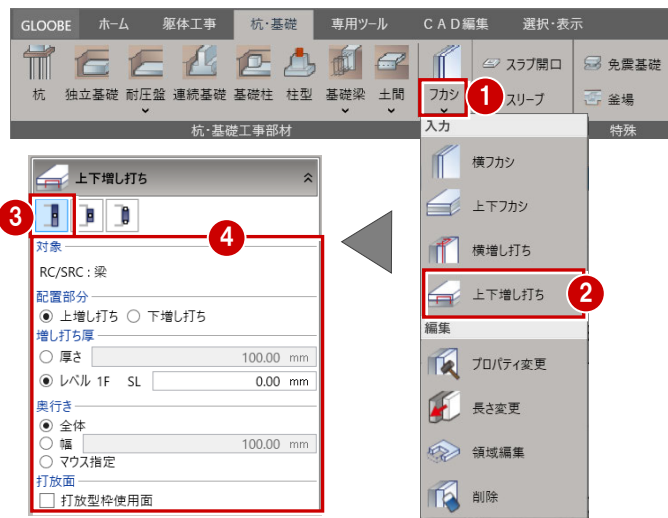 GLOOBE ホーム 躯体工事 杭・基礎 専用ツール CAD編集 選択・表示
杭 独立基礎 耐圧盤 連続基礎 基礎柱 柱型 基礎梁 土間 フカシ 1 スラブ開口 免震基礎
スリーブ 釜場
杭・基礎工事部材 特殊
入力
横フカシ
上下フカシ
横増し打ち
上下増し打ち 2
編集
プロパティ変更
長さ変更
領域編集
削除
上下増し打ち
3
4
対象
RC/SRC : 梁
配置部分
上増し打ち 下増し打ち
増し打ち厚
厚さ 100.00 mm
レベル 1F SL 0.00 mm
奥行き
全体
幅 100.00 mm
マウス指定
打放面
打放型枠使用面